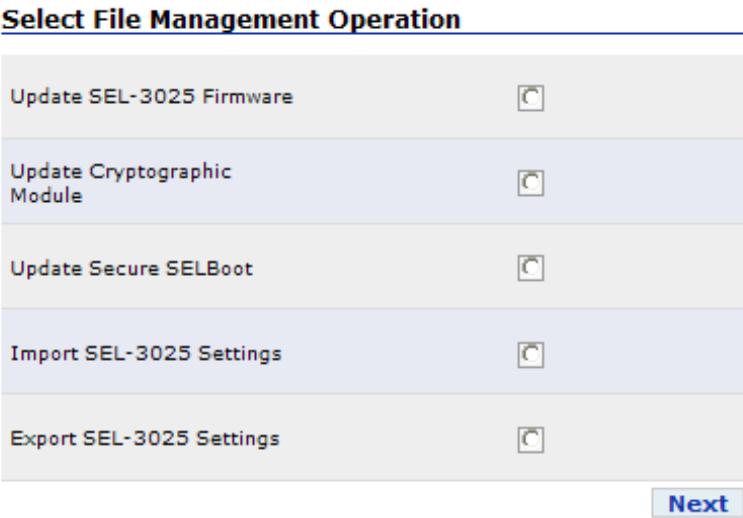 Select File Management Operation
Update SEL-3025 Firmware
Update Cryptographic
Module
Update Secure SELBoot
Import SEL-3025 Settings
Export SEL-3025 Settings
Next